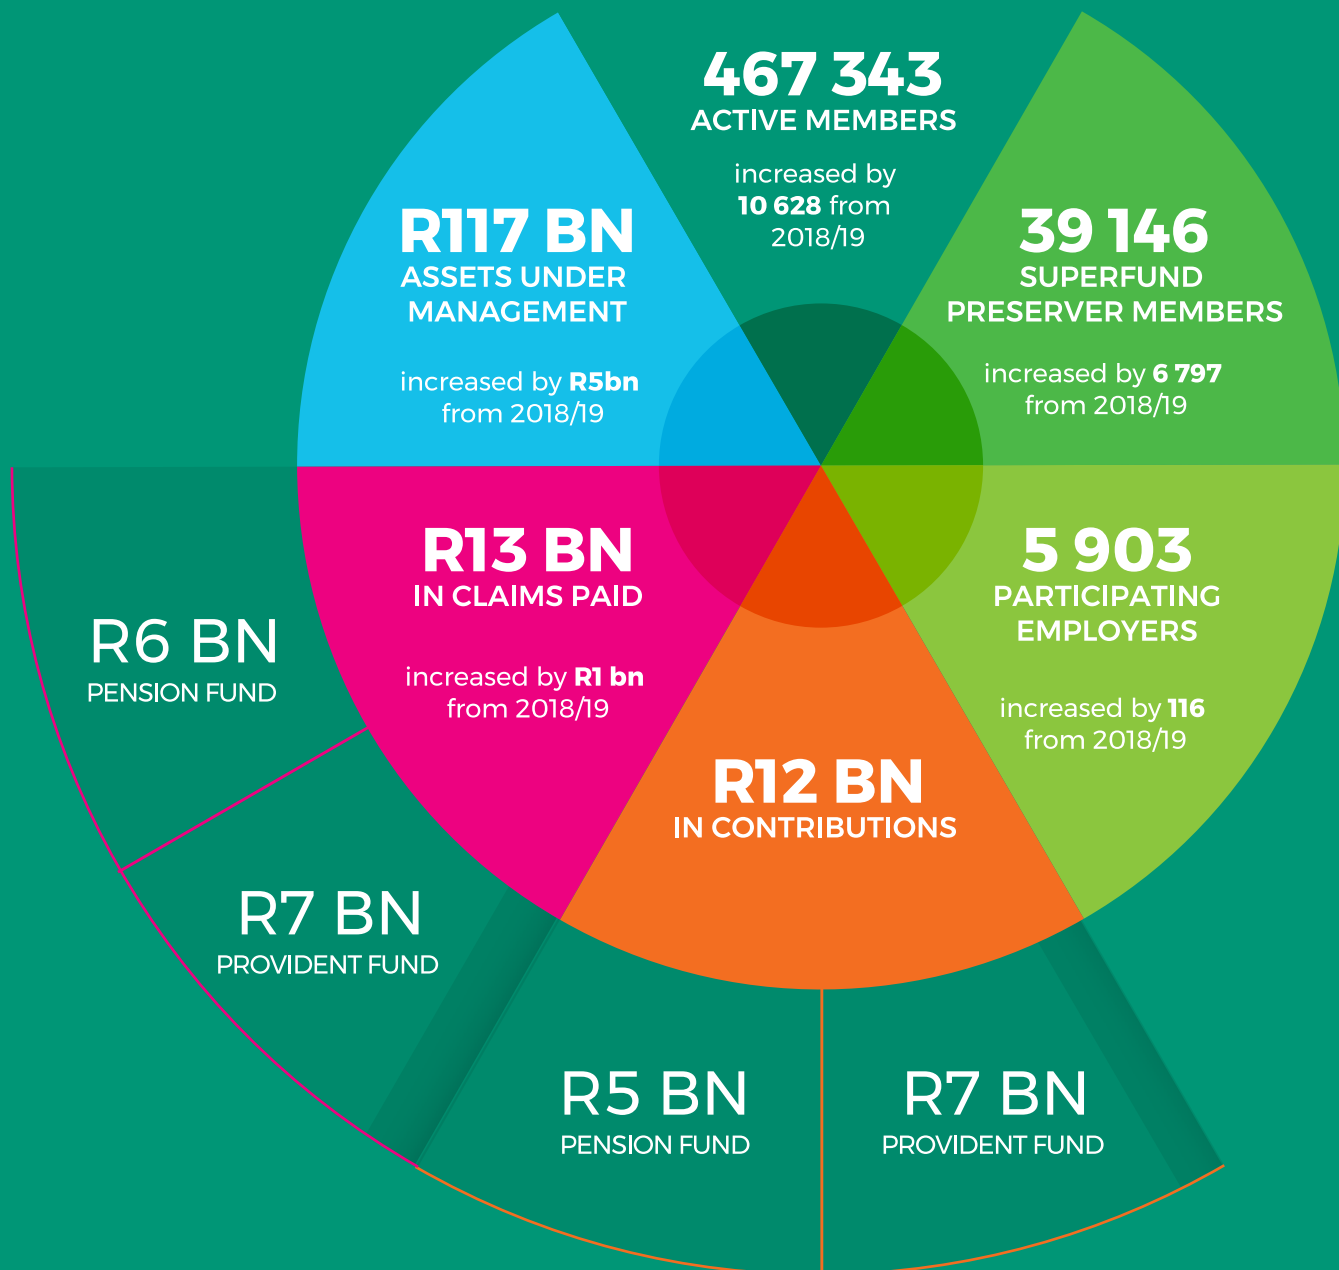 467 343
ACTIVE MEMBERS
increased by
10 628 from
2018/19
R117 BN
ASSETS UNDER
MANAGEMENT
increased by R5bn
from 2018/19
39 146
SUPERFUND
PRESERVER MEMBERS
increased by 6 797
from 2018/19
R13 BN
IN CLAIMS PAID
increased by R1 bn
from 2018/19
5 903
PARTICIPATING
EMPLOYERS
increased by 116
from 2018/19
R6 BN
PENSION FUND
R7 BN
PROVIDENT FUND
R12 BN
IN CONTRIBUTIONS
R5 BN
PENSION FUND
R7 BN
PROVIDENT FUND